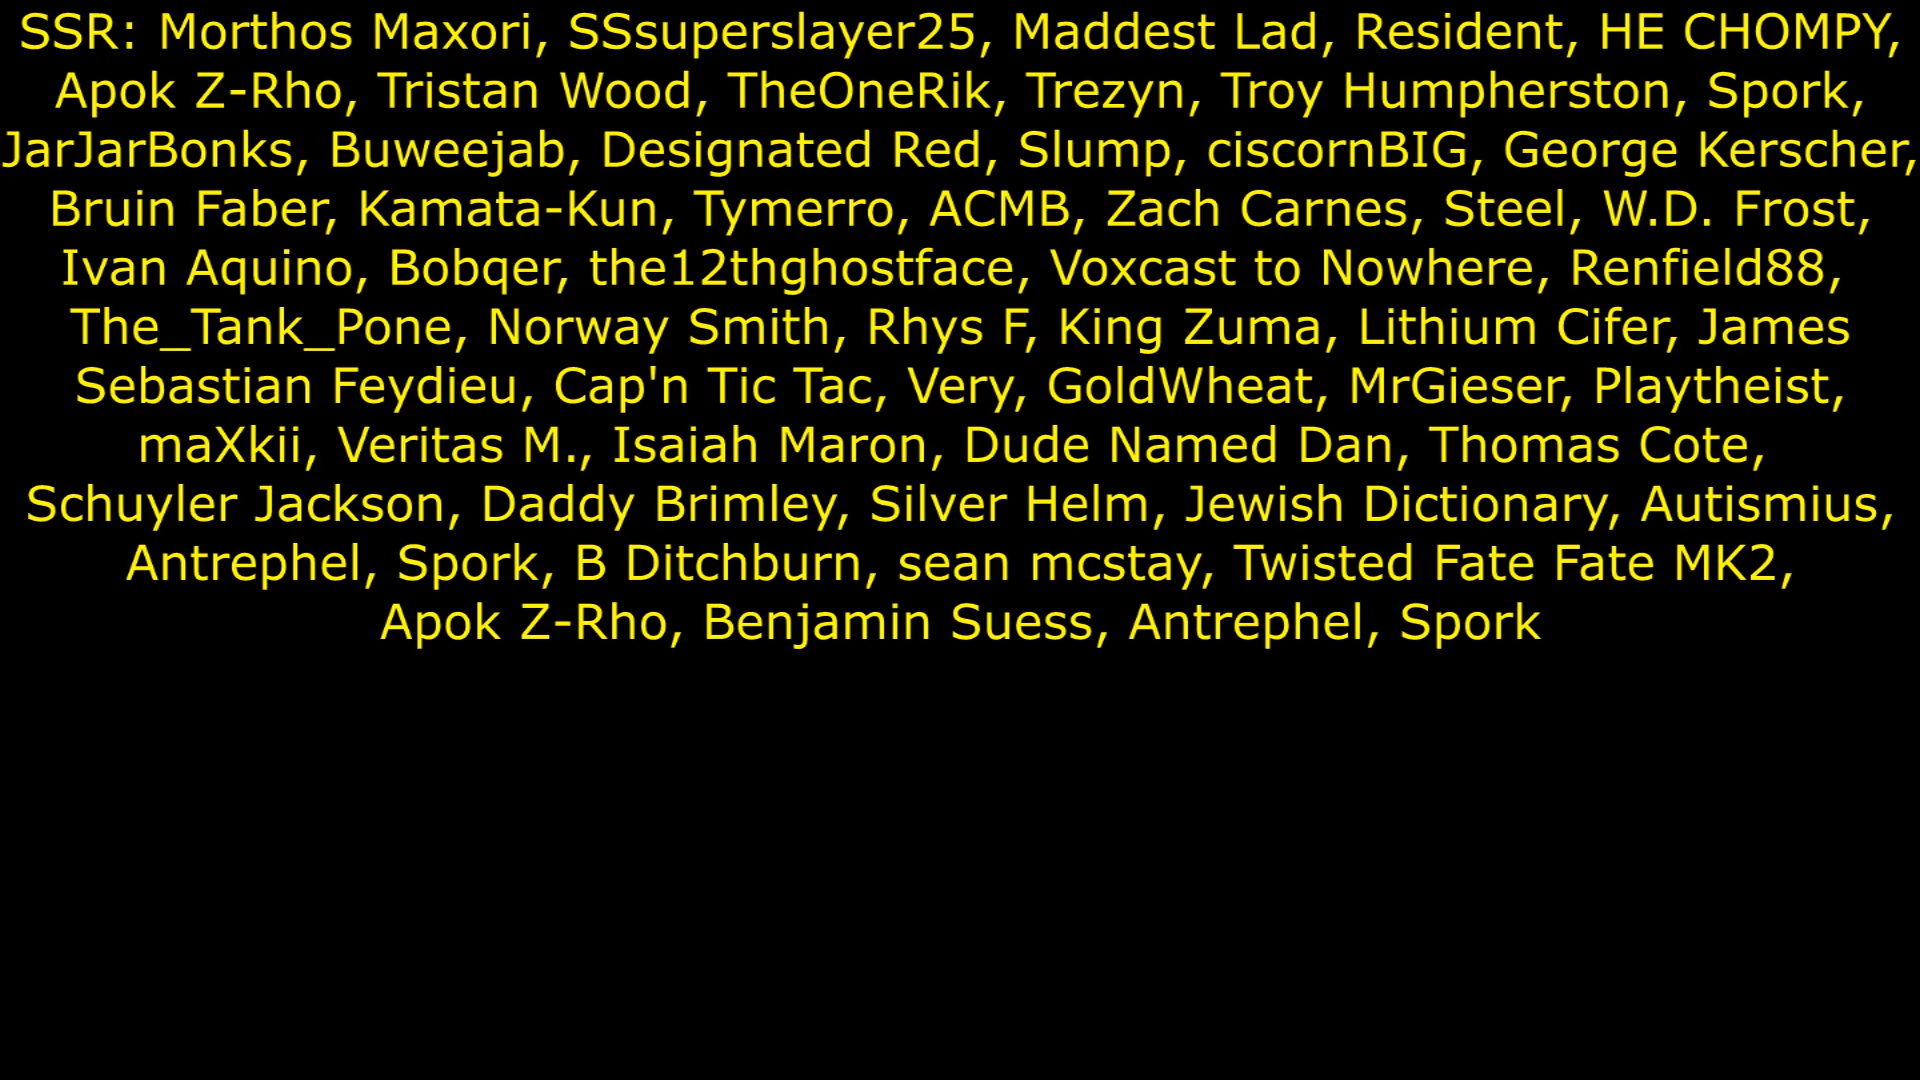 SSR: Morthos Maxori, SSsuperslayer25, Maddest Lad, Resident, HE CHOMPY,
Apok Z-Rho, Tristan Wood, TheOneRik, Trezyn, Troy Humpherston, Spork,
JarJarBonks, Buweejab, Designated Red, Slump, ciscornBIG, George Kerscher,
Bruin Faber, Kamata-Kun, Tymerro, ACMB, Zach Carnes, Steel, W.D. Frost,
Ivan Aquino, Bobqer, the12thghostface, Voxcast to Nowhere, Renfield88,
The_Tank_Pone, Norway Smith, Rhys F, King Zuma, Lithium Cifer, James
Sebastian Feydieu, Cap'n Tic Tac, Very, GoldWheat, MrGieser, Playtheist,
maXkii, Veritas M., Isaiah Maron, Dude Named Dan, Thomas Cote,
Schuyler Jackson, Daddy Brimley, Silver Helm, Jewish Dictionary, Autismius,
Antrephel, Spork, B Ditchburn, sean mcstay, Twisted Fate Fate MK2,
Apok Z-Rho, Benjamin Suess, Antrephel, Spork